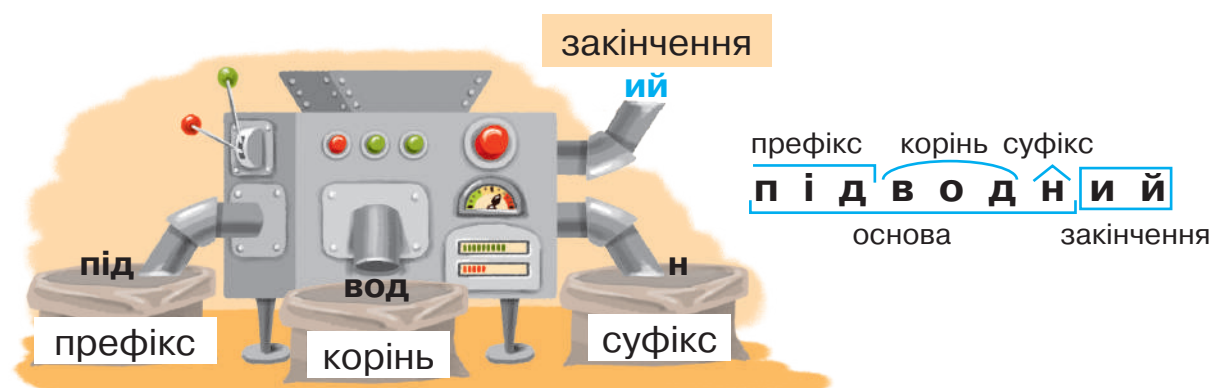 закінчення
ий
під
вод
н
префікс
корінь
суфікс
префікс корінь суфікс
підводний
основа закінчення